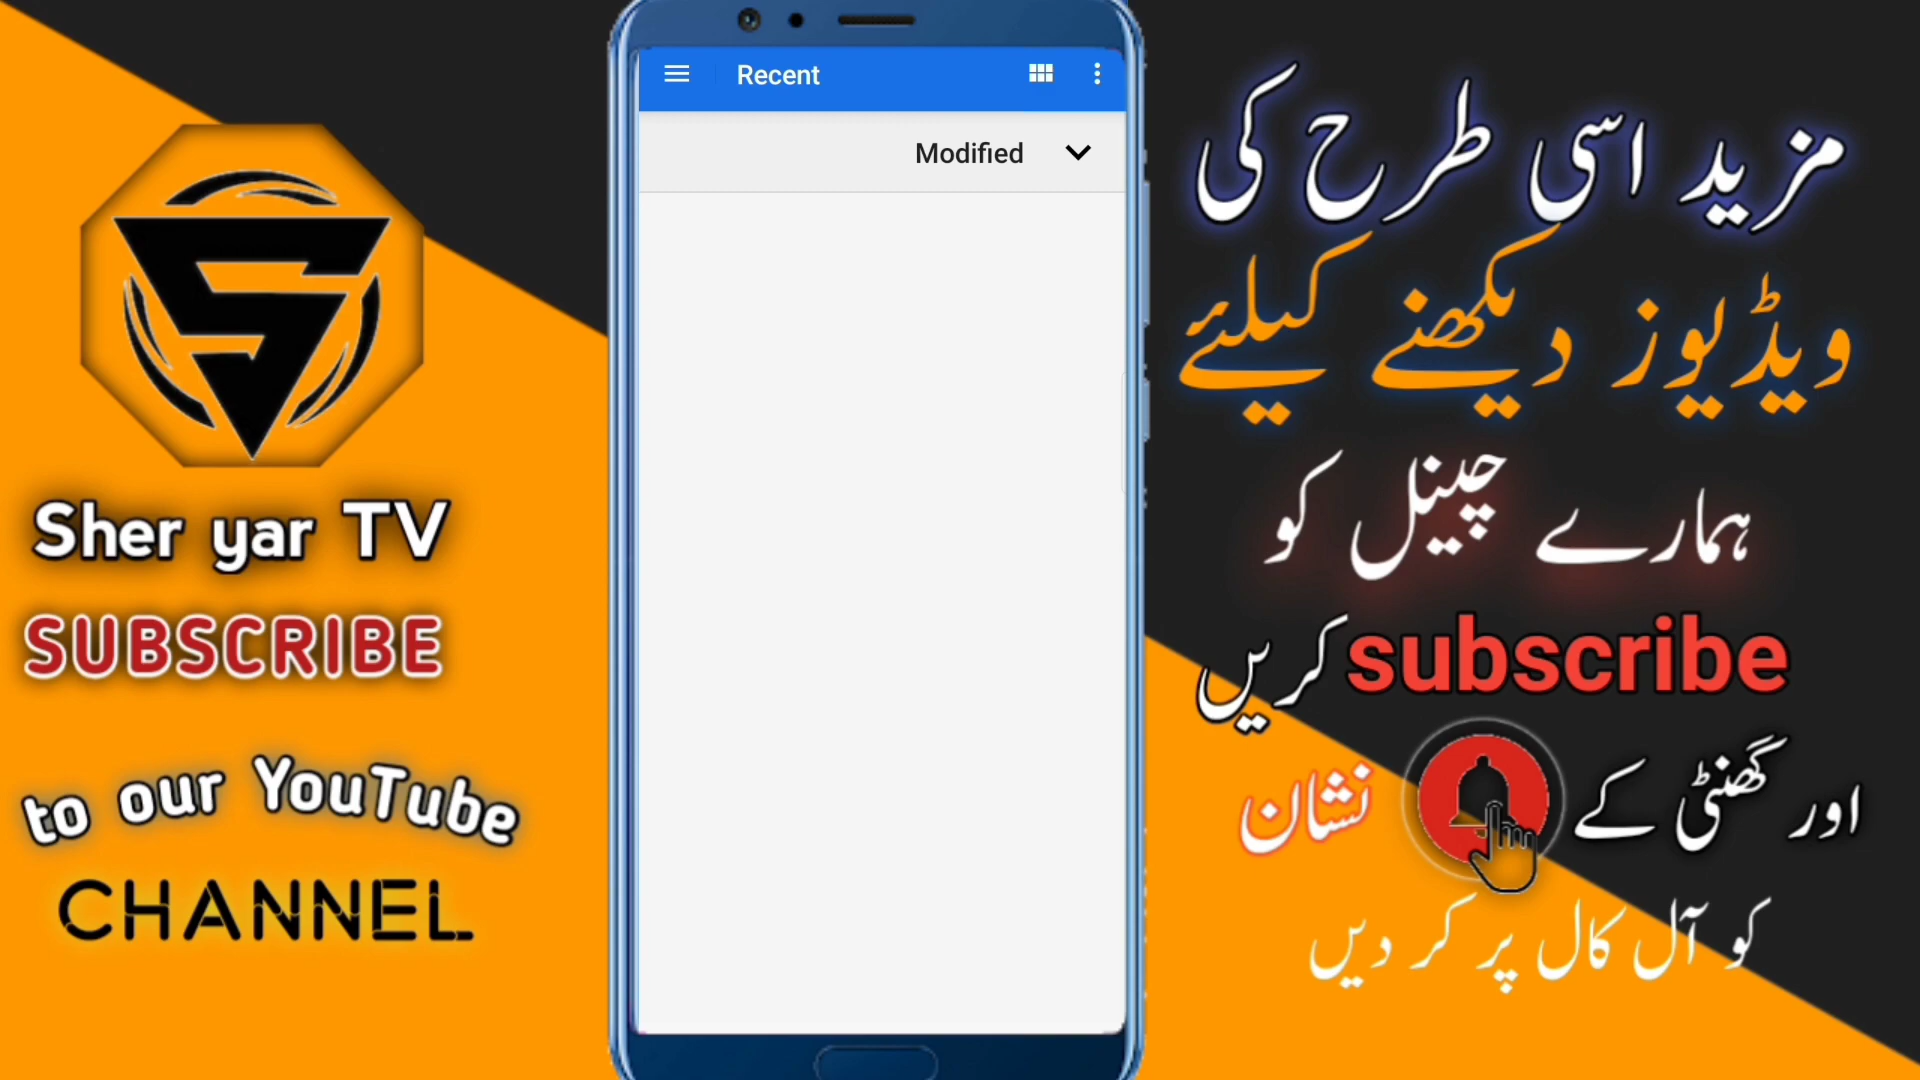 Sher yar TV
SUBSCRIBE
to our YouTube
CHANNEL
Recent
Modified
مزید اسی طرح کی
ویڈیوز دیکھنے کیلئے
ہمارے چینل کو
subscribe کریں
اور گھنٹی کے نشان
کو آل کال پر کر دیں